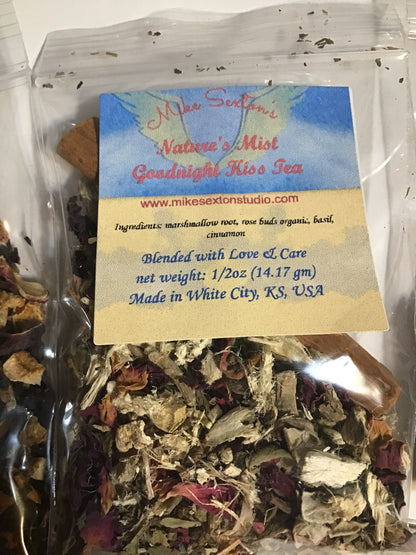 Mike Sexton's
Nature's Mist
Goodnight Kiss Tea
www.mikesextonstudio.com
Ingredients: marshmallow root, rose buds organic, basil,
cinnamon
Blended with Love & Care
net weight: 1/2oz (14.17 gm)
Made in White City, KS, USA